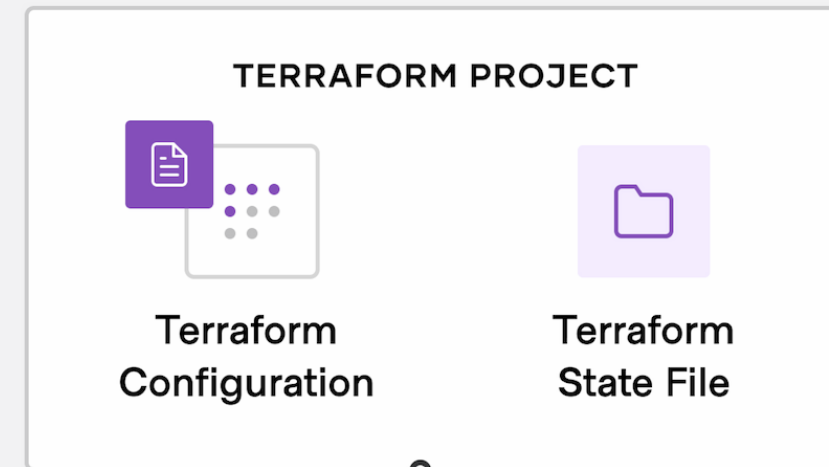 TERRAFORM PROJECT
Terraform
Configuration
Terraform
State File